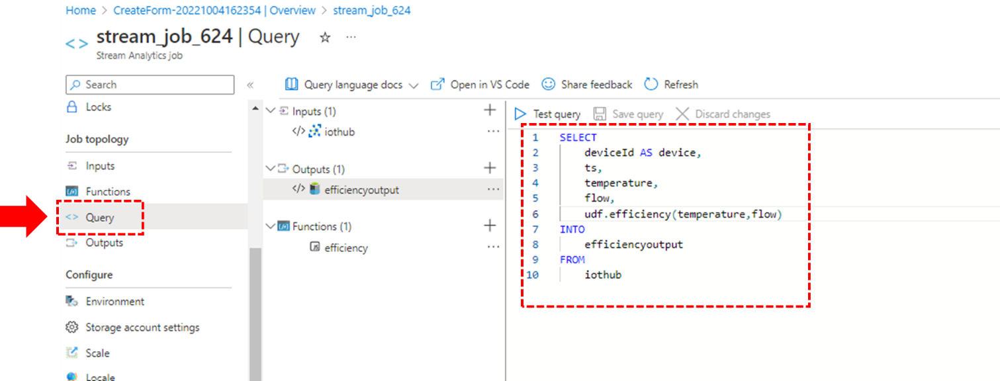 Home > CreateForm-20221004162354 | Overview > stream_job_624
<> stream_job_624 | Query ☆ ...
Stream Analytics job
Search «
Locks
Job topology
Inputs
Functions
<> Query
Outputs
Configure
Environment
Storage account settings
Scale
Locale
Query language docs Open in VS Code Share feedback Refresh
Inputs (1) +
</> iothub ...
Outputs (1) +
</> efficiencyoutput ...
Functions (1) +
efficiency ...
Test query Save query Discard changes
1 SELECT
2 deviceId AS device,
3 ts,
4 temperature,
5 flow,
6 udf.efficiency(temperature,flow)
7 INTO
8 efficiencyoutput
9 FROM
10 iothub